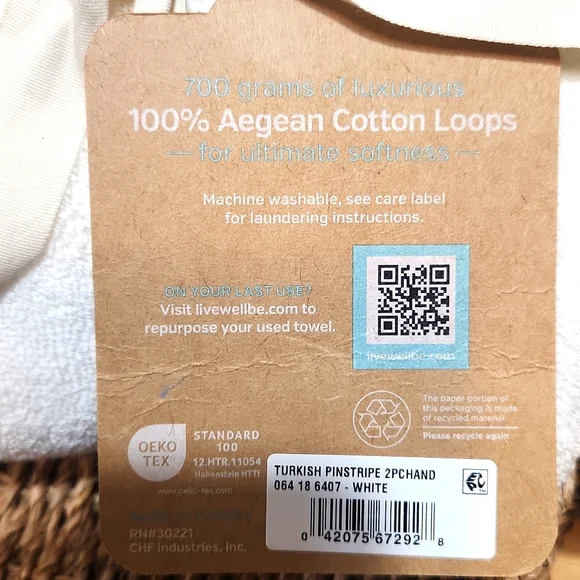 700 grams of luxurious
100% Aegean Cotton Loops
for ultimate softness
Machine washable, see care label
for laundering instructions.
ON YOUR LAST USE?
Visit livewellbe.com to
repurpose your used towel.
livewellbe.com
The paper portion of
this packaging is made
of recycled material.
Please recycle again
OEKO
TEX
STANDARD
100
12.HTR.11054
Hohenstein HTTI
www.oeko-tex.com
TURKISH PINSTRIPE 2PCHAND
064 18 6407 - WHITE
0 42075 67292 8
RN#30221
CHF Industries, Inc.